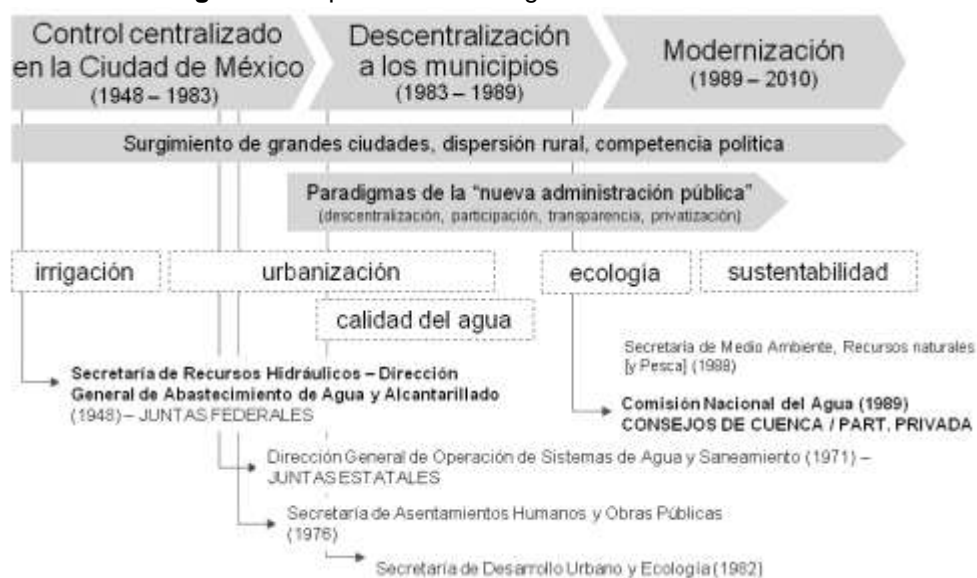 Control centralizado
en la Ciudad de México
(1948 – 1983)
Descentralización
a los municipios
(1983 – 1989)
Modernización
(1989 – 2010)
Surgimiento de grandes ciudades, dispersión rural, competencia política
Paradigmas de la “nueva administración pública”
(descentralización, participación, transparencia, privatización)
irrigación
urbanización
ecología
sustentabilidad
calidad del agua
Secretaría de Medio Ambiente, Recursos naturales
[y Pesca] (1988)
Secretaría de Recursos Hidráulicos – Dirección
General de Abastecimiento de Agua y Alcantarillado
(1948) – JUNTAS FEDERALES
Comisión Nacional del Agua (1989)
CONSEJOS DE CUENCA / PART. PRIVADA
Dirección General de Operación de Sistemas de Agua y Saneamiento (1971) –
JUNTAS ESTATALES
Secretaría de Asentamientos Humanos y Obras Públicas
(1976)
Secretaría de Desarrollo Urbano y Ecología (1982)